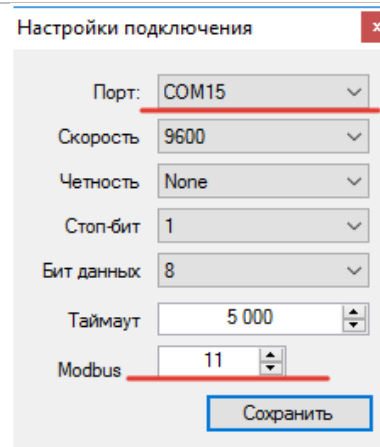 Настройки подключения
Порт: COM15
Скорость 9600
Четность None
Стоп-бит 1
Бит данных 8
Таймаут 5 000
Modbus 11
Сохранить